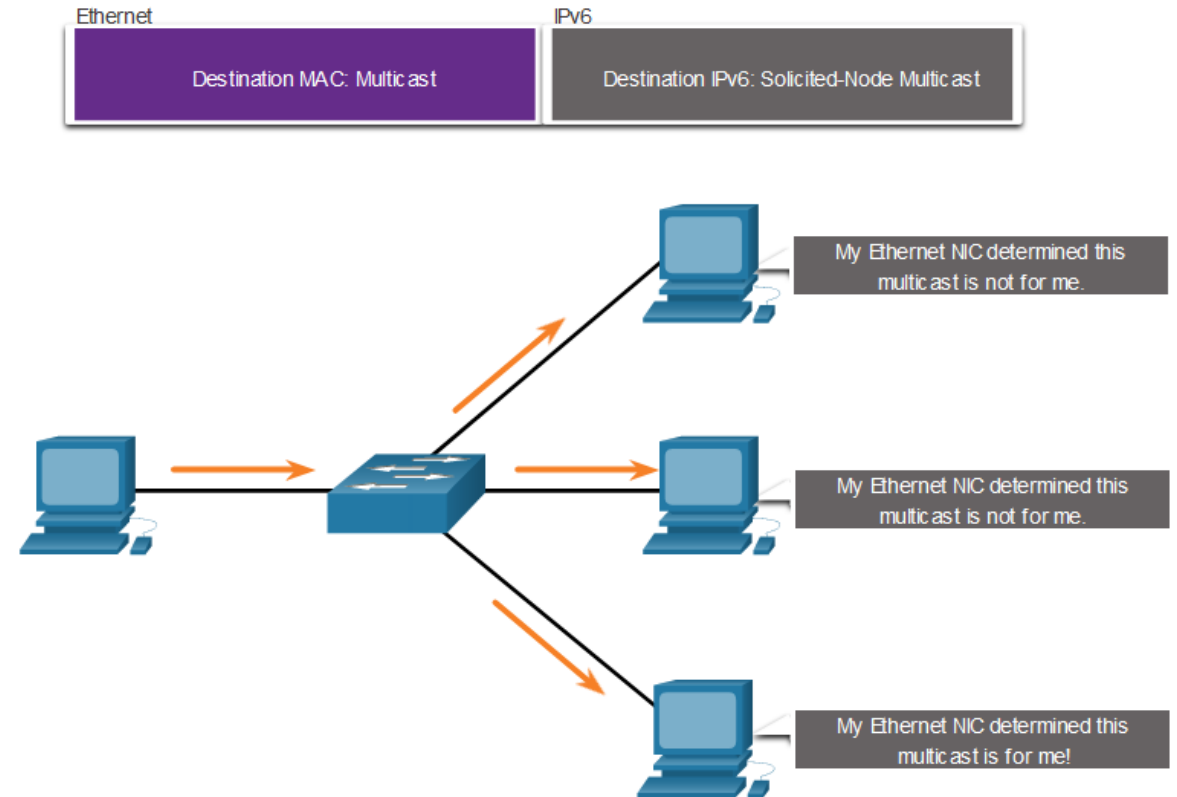 Ethernet
IPv6
Destination MAC: Multicast
Destination IPv6: Solicited-Node Multicast
My Ethernet NIC determined this
multicast is not for me.
My Ethernet NIC determined this
multicast is not for me.
My Ethernet NIC determined this
multicast is for me!